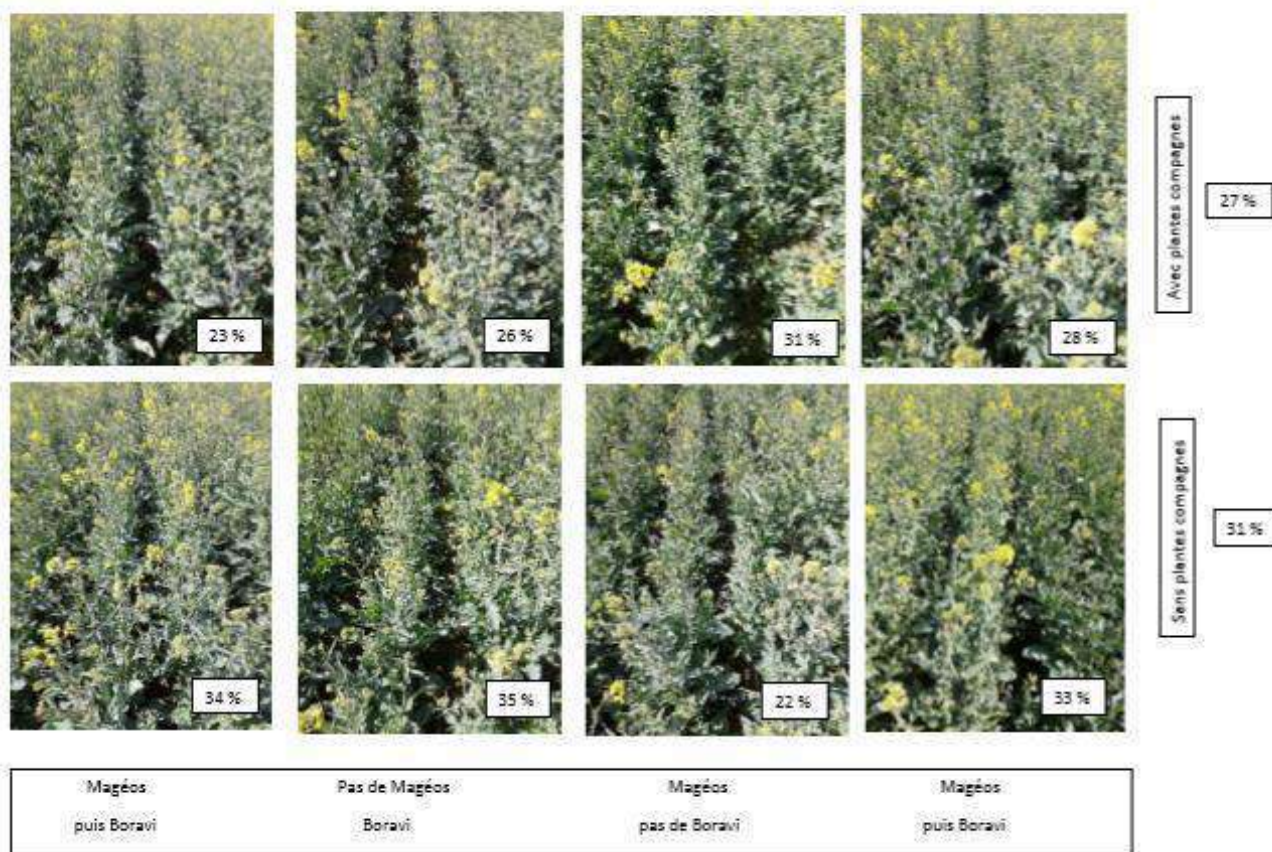 23 %
26 %
31 %
28 %
Avec plantes compagnes
27 %
34 %
35 %
22 %
33 %
Sans plantes compagnes
31 %
Magéos
Pas de Magéos
Magéos
Magéos
puis Boravi
Boravi
pas de Boravi
puis Boravi